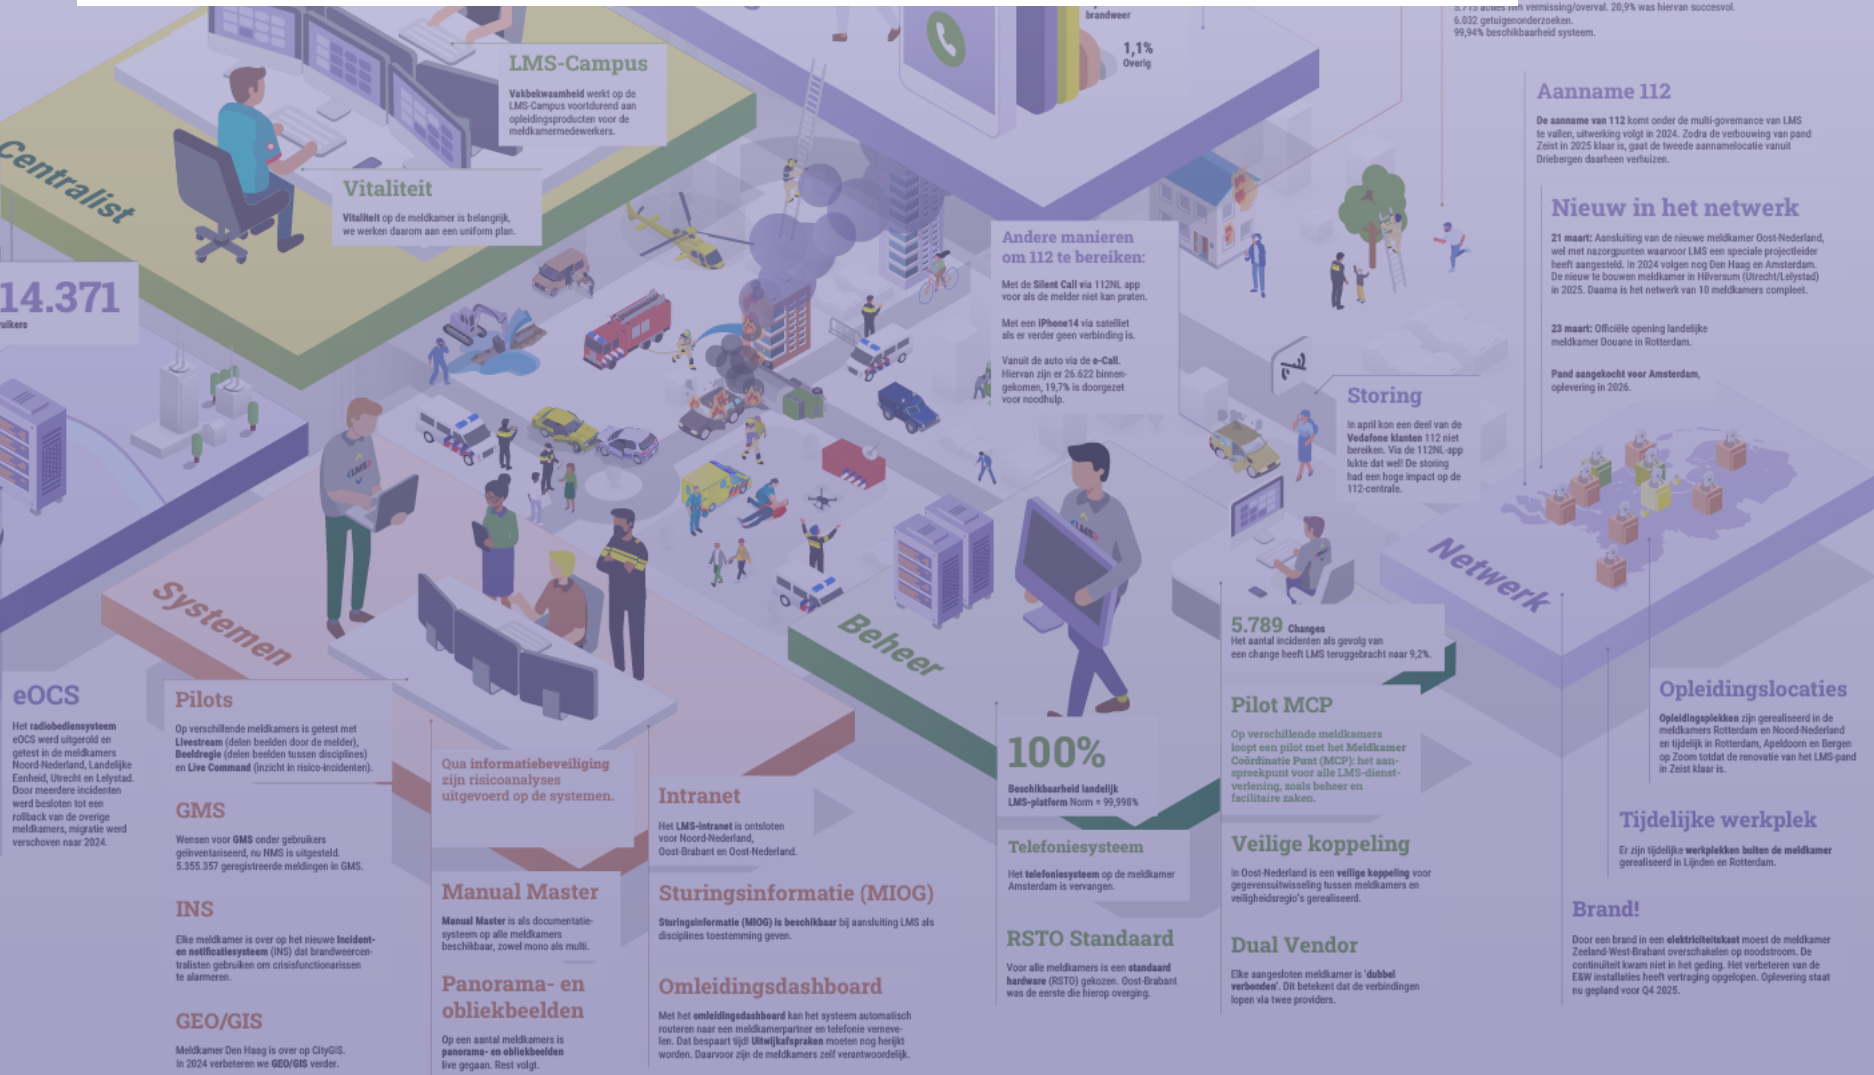 brandweer
1,1%
Overig
5.715 acties ivm vermissing/overval. 20,9% was hiervan succesvol.
6.032 getuigenonderzoeken.
99,94% beschikbaarheid systeem.
LMS-Campus
Vakbekwaamheid werkt op de
LMS-Campus voortdurend aan
opleidingsproducten voor de
meldkamermedewerkers.
Centralist
Vitaliteit
Vitaliteit op de meldkamer is belangrijk,
we werken daarom aan een uniform plan.
14.371
Aanname 112
De aanname van 112 komt onder de multi-governance van LMS
te vallen, uitwerking volgt in 2024. Zodra de verbouwing van pand
Zeist in 2025 klaar is, gaat de tweede aannamelocatie vanuit
Driebergen daarheen verhuizen.
Nieuw in het netwerk
21 maart: Aansluiting van de nieuwe meldkamer Oost-Nederland,
wel met nazorgpunten waarvoor LMS een speciale projectleider
heeft aangesteld. In 2024 volgen nog Den Haag en Amsterdam.
De nieuw te bouwen meldkamer in Hilversum (Utrecht/Lelystad)
in 2025. Daarna is het netwerk van 10 meldkamers compleet.
23 maart: Officiële opening landelijke
meldkamer Douane in Rotterdam.
Pand aangekocht voor Amsterdam,
oplevering in 2026.
Andere manieren
om 112 te bereiken:
Met de Silent Call via 112NL app
voor als de melder niet kan praten.
Met een iPhone14 via satelliet
als er verder geen verbinding is.
Vanuit de auto via de e-Call.
Hiervan zijn er 26.622 binnen-
gekomen, 19,7% is doorgezet
voor noodhulp.
Storing
In april kon een deel van de
Vodafone klanten 112 niet
bereiken. Via de 112NL-app
lukte dat wel! De storing
had een hoge impact op de
112-centrale.
LMS
LMS
Systemen
Beheer
Netwerk
eOCS
Het radiobediensysteem
eOCS werd uitgerold en
getest in de meldkamers
Noord-Nederland, Landelijke
Eenheid, Utrecht en Lelystad.
Door meerdere incidenten
werd besloten tot een
rollback van de overige
meldkamers, migratie werd
verschoven naar 2024.
Pilots
Op verschillende meldkamers is getest met
Livestream (delen beelden door de melder),
Beeldregie (delen beelden tussen disciplines)
en Live Command (inzicht in risico-incidenten).
GMS
Wensen voor GMS onder gebruikers
geïnventariseerd, nu NMS is uitgesteld.
5.355.357 geregistreerde meldingen in GMS.
INS
Elke meldkamer is over op het nieuwe Incident-
en notificatiesysteem (INS) dat brandweercen-
tralisten gebruiken om crisisfunctionarissen
te alarmeren.
GEO/GIS
Meldkamer Den Haag is over op CityGIS.
In 2024 verbeteren we GEO/GIS verder.
Qua informatiebeveiliging
zijn risicoanalyses
uitgevoerd op de systemen.
Manual Master
Manual Master is als documentatie-
systeem op alle meldkamers
beschikbaar, zowel mono als multi.
Panorama- en
obliekbeelden
Op een aantal meldkamers is
panorama- en obliekbeelden
live gegaan. Rest volgt.
Intranet
Het LMS-intranet is ontsloten
voor Noord-Nederland,
Oost-Brabant en Oost-Nederland.
Sturingsinformatie (MIOG)
Sturingsinformatie (MIOG) is beschikbaar bij aansluiting LMS als
disciplines toestemming geven.
Omleidingsdashboard
Met het omleidingsdashboard kan het systeem automatisch
routeren naar een meldkamerpartner en telefonie verneve-
len. Dat bespaart tijd! Uitwijkafspraken moeten nog herijkt
worden. Daarvoor zijn de meldkamers zelf verantwoordelijk.
100%
Beschikbaarheid landelijk
LMS-platform Norm = 99,998%
Telefoniesysteem
Het telefoniesysteem op de meldkamer
Amsterdam is vervangen.
RSTO Standaard
Voor alle meldkamers is een standaard
hardware (RSTO) gekozen. Oost-Brabant
was de eerste die hierop overging.
5.789 Changes
Het aantal incidenten als gevolg van
een change heeft LMS teruggebracht naar 9,2%.
Pilot MCP
Op verschillende meldkamers
loopt een pilot met het Meldkamer
Coördinatie Punt (MCP): het aan-
spreekpunt voor alle LMS-dienst-
verlening, zoals beheer en
facilitaire zaken.
Veilige koppeling
In Oost-Nederland is een veilige koppeling voor
gegevensuitwisseling tussen meldkamers en
veiligheidsregio's gerealiseerd.
Dual Vendor
Elke aangesloten meldkamer is 'dubbel
verbonden'. Dit betekent dat de verbindingen
lopen via twee providers.
Opleidingslocaties
Opleidingsplekken zijn gerealiseerd in de
meldkamers Rotterdam en Noord-Nederland
en tijdelijk in Rotterdam, Apeldoorn en Bergen
op Zoom totdat de renovatie van het LMS-pand
in Zeist klaar is.
Tijdelijke werkplek
Er zijn tijdelijke werkplekken buiten de meldkamer
gerealiseerd in Lijnden en Rotterdam.
Brand!
Door een brand in een elektriciteitskast moest de meldkamer
Zeeland-West-Brabant overschakelen op noodstroom. De
continuïteit kwam niet in het geding. Het verbeteren van de
E&W installaties heeft vertraging opgelopen. Oplevering staat
nu gepland voor Q4 2025.